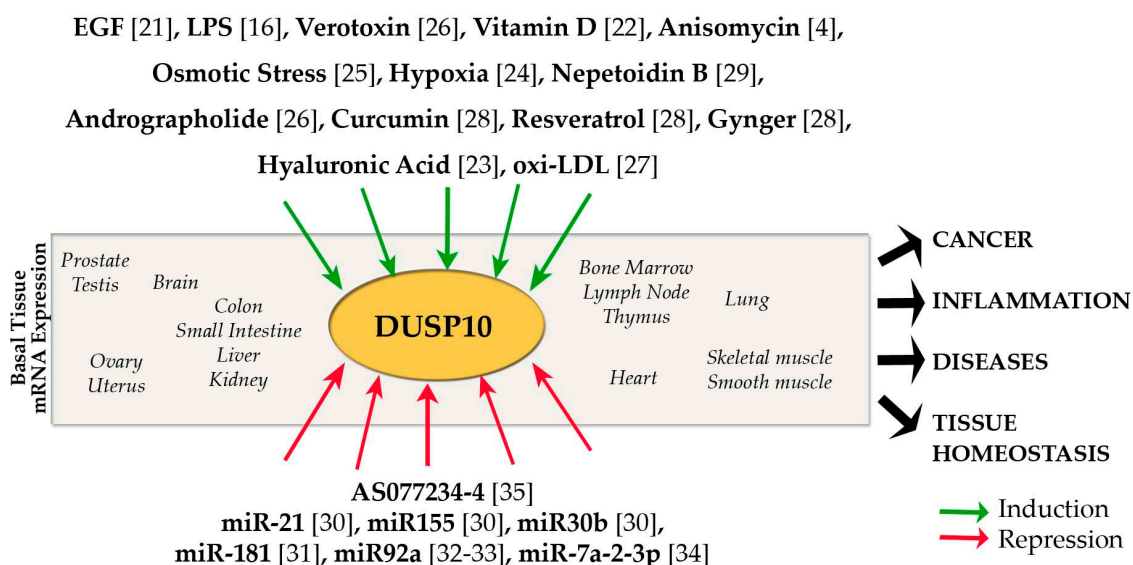 EGF [21], LPS [16], Verotoxin [26], Vitamin D [22], Anisomycin [4],
Osmotic Stress [25], Hypoxia [24], Nepetoidin B [29],
Andrographolide [26], Curcumin [28], Resveratrol [28], Gynger [28],
Hyaluronic Acid [23], oxi-LDL [27]
Basal Tissue
mRNA Expression
Prostate
Testis
Brain
Colon
Small Intestine
Liver
Kidney
Ovary
Uterus
DUSP10
Bone Marrow
Lymph Node
Thymus
Lung
Heart
Skeletal muscle
Smooth muscle
CANCER
INFLAMMATION
DISEASES
TISSUE
HOMEOSTASIS
AS077234-4 [35]
miR-21 [30], miR155 [30], miR30b [30],
miR-181 [31], miR92a [32-33], miR-7a-2-3p [34]
Induction
Repression